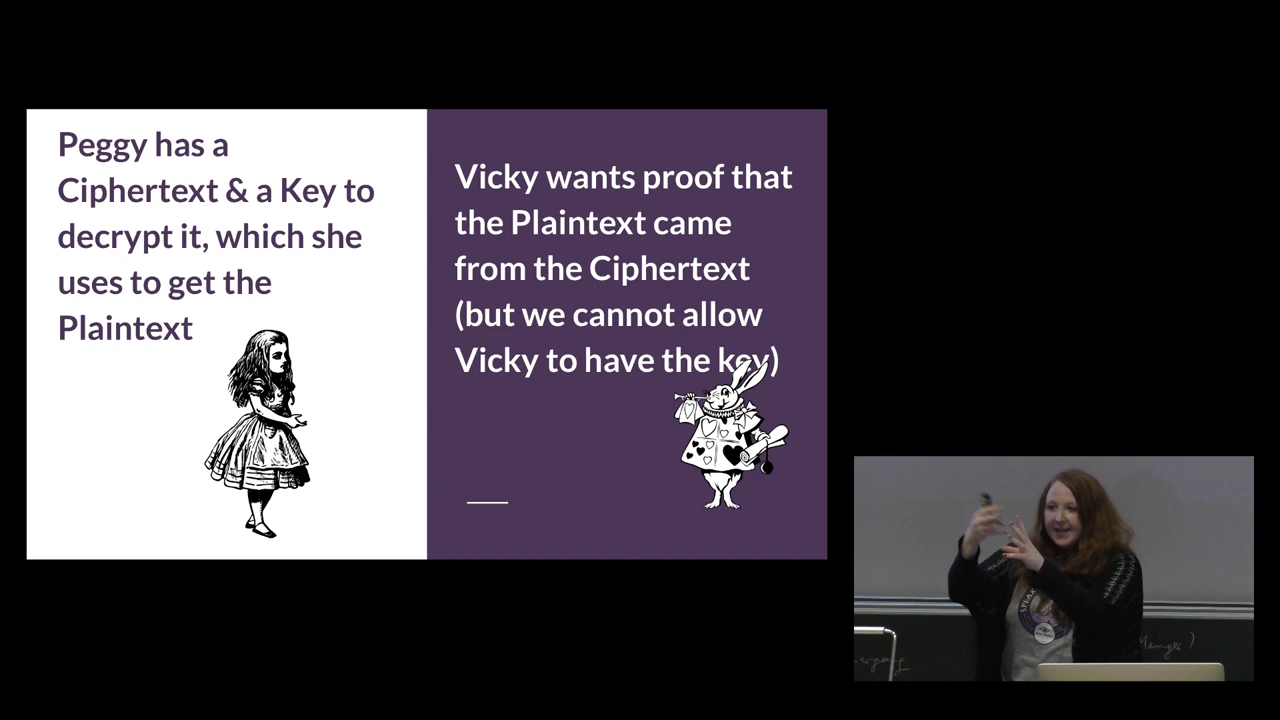 Peggy has a
Ciphertext & a Key to
decrypt it, which she
uses to get the
Plaintext
Vicky wants proof that
the Plaintext came
from the Ciphertext
(but we cannot allow
Vicky to have the key)